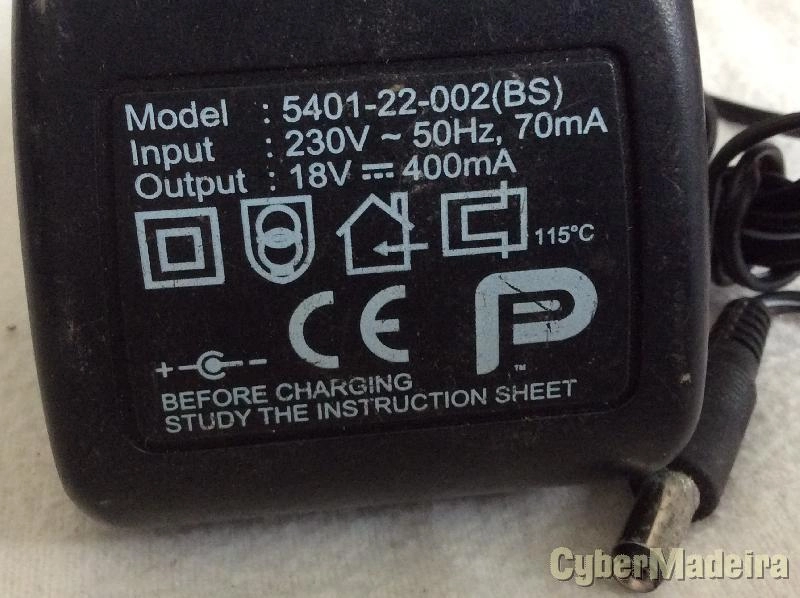 Model : 5401-22-002(BS)
Input : 230V ~ 50Hz, 70mA
Output : 18V ⎓ 400mA
115°C
CE
P
™
+ -
BEFORE CHARGING
STUDY THE INSTRUCTION SHEET
CyberMadeira